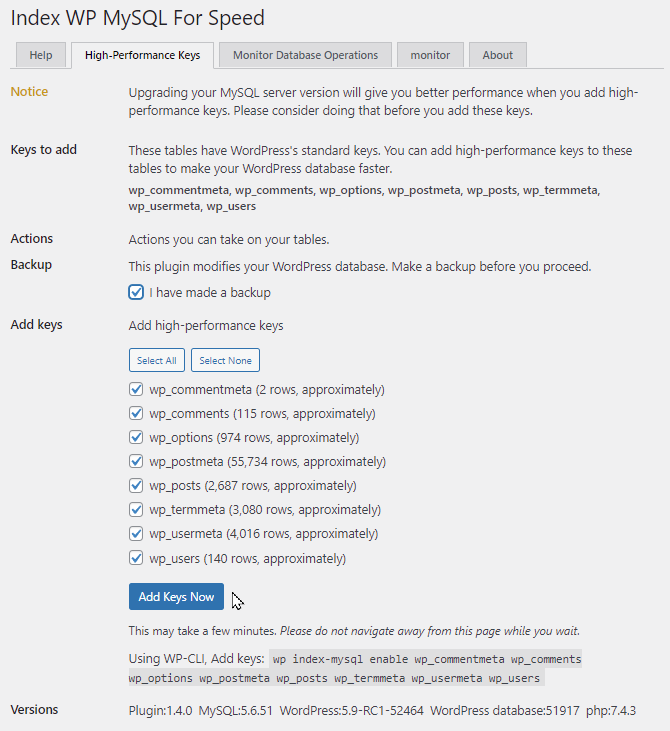 Index WP MySQL For Speed
Help
High-Performance Keys
Monitor Database Operations
monitor
About
Notice
Upgrading your MySQL server version will give you better performance when you add high-
performance keys. Please consider doing that before you add these keys.
Keys to add
These tables have WordPress's standard keys. You can add high-performance keys to these
tables to make your WordPress database faster.
wp_commentmeta, wp_comments, wp_options, wp_postmeta, wp_posts, wp_termmeta,
wp_usermeta, wp_users
Actions
Actions you can take on your tables.
Backup
This plugin modifies your WordPress database. Make a backup before you proceed.
I have made a backup
Add keys
Add high-performance keys
Select All
Select None
wp_commentmeta (2 rows, approximately)
wp_comments (115 rows, approximately)
wp_options (974 rows, approximately)
wp_postmeta (55,734 rows, approximately)
wp_posts (2,687 rows, approximately)
wp_termmeta (3,080 rows, approximately)
wp_usermeta (4,016 rows, approximately)
wp_users (140 rows, approximately)
Add Keys Now
This may take a few minutes. Please do not navigate away from this page while you wait.
Using WP-CLI, Add keys: wp index-mysql enable wp_commentmeta wp_comments
wp_options wp_postmeta wp_posts wp_termmeta wp_usermeta wp_users
Versions
Plugin:1.4.0 MySQL:5.6.51 WordPress:5.9-RC1-52464 WordPress database:51917 php:7.4.3